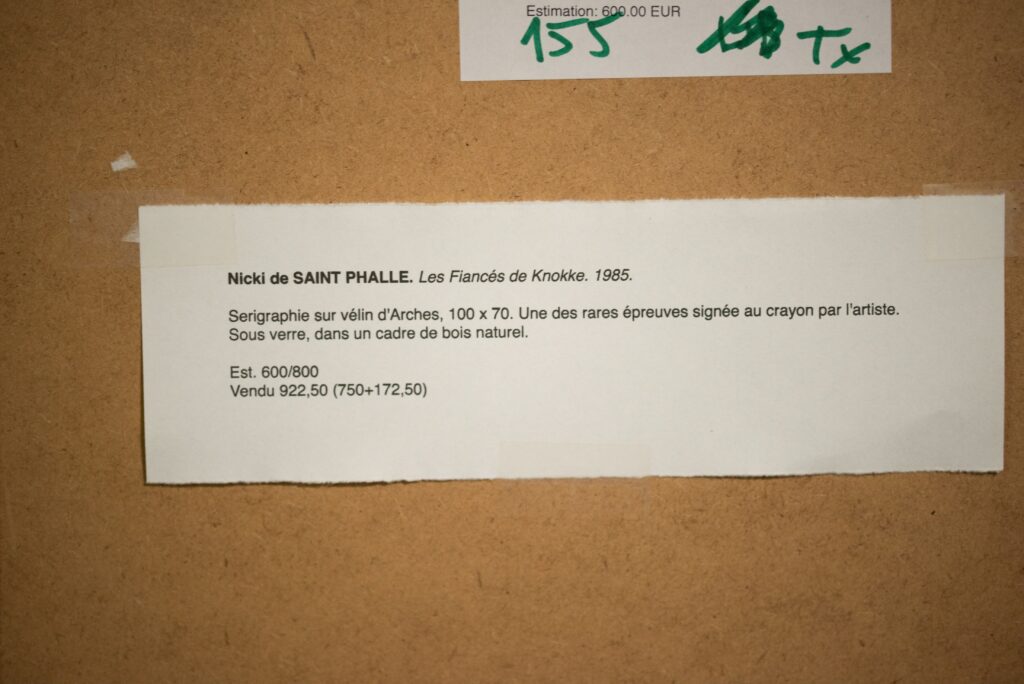 Estimation: 600.00 EUR
155 Tx
Nicki de SAINT PHALLE. Les Fiancés de Knokke. 1985.
Serigraphie sur vélin d'Arches, 100 x 70. Une des rares épreuves signée au crayon par l'artiste.
Sous verre, dans un cadre de bois naturel.
Est. 600/800
Vendu 922,50 (750+172,50)